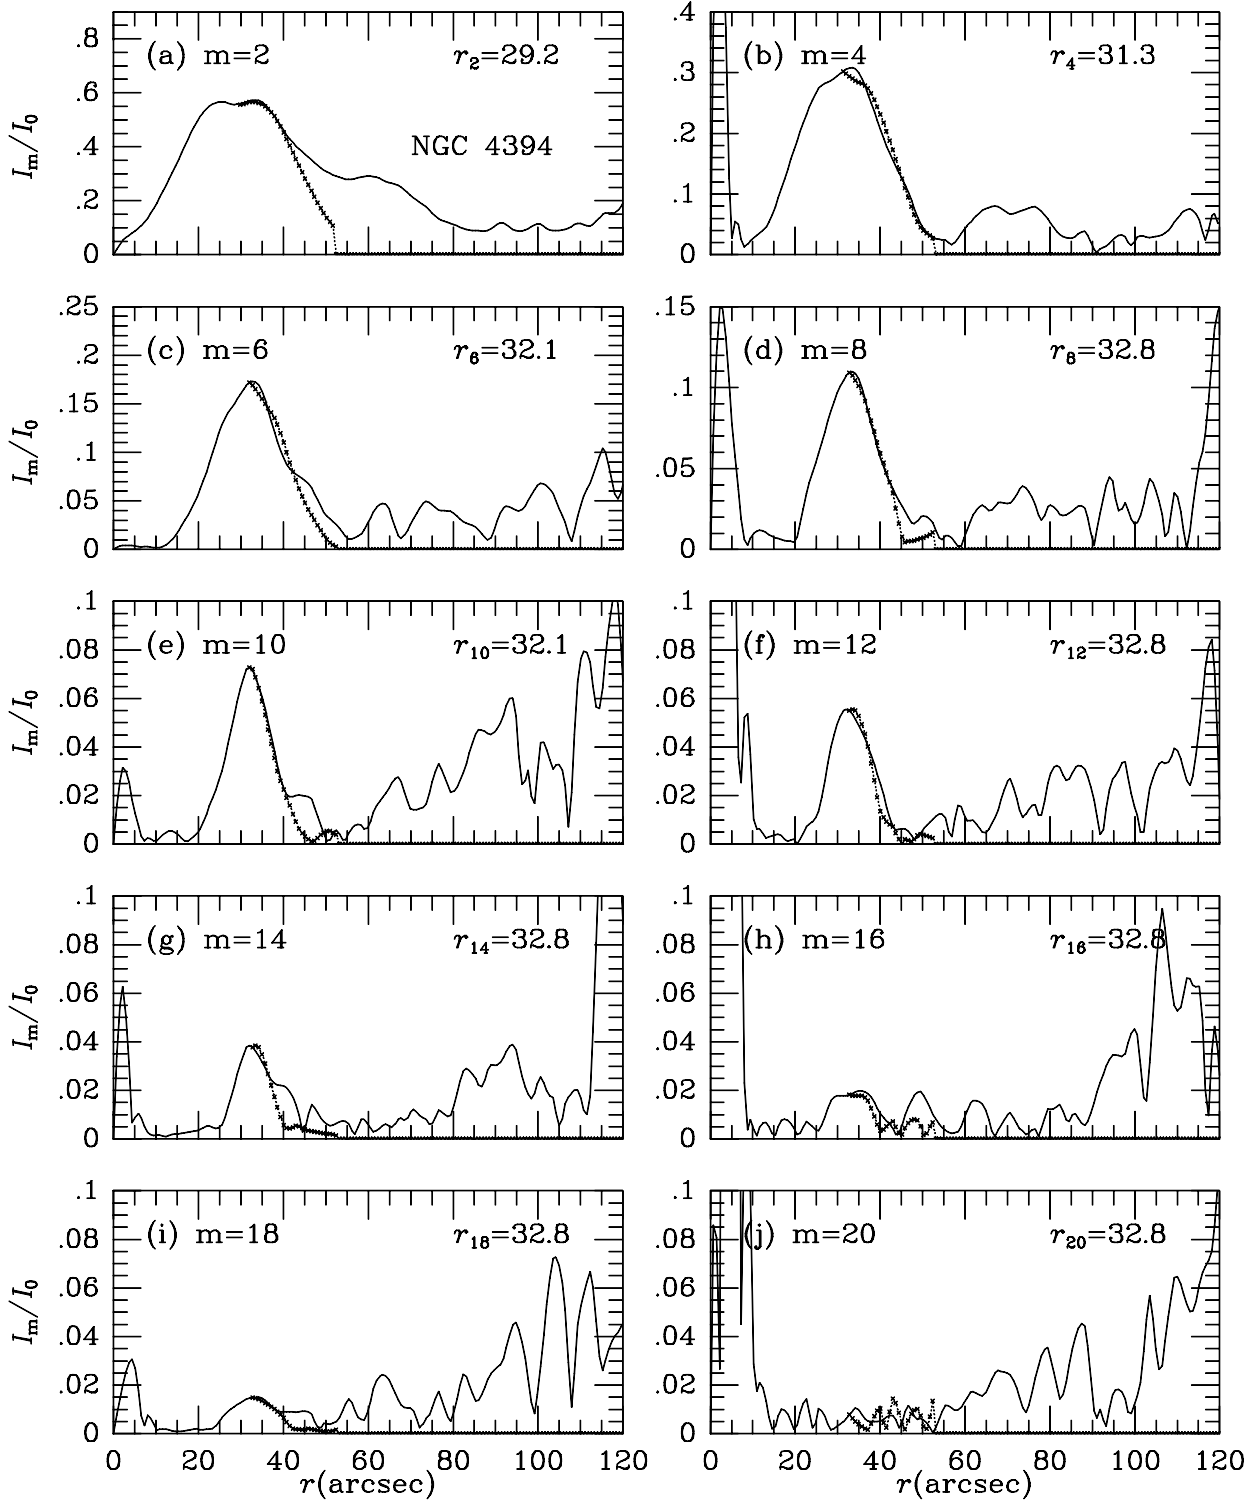 .8 (a) m=2 r2=29.2
.6
Im/I0 .4 NGC 4394
.2
0
.4 (b) m=4 r4=31.3
.3
.2
.1
0
.25 (c) m=6 r6=32.1
.2
Im/I0 .15
.1
.05
0
.15 (d) m=8 r8=32.8
.1
.05
0
.1 (e) m=10 r10=32.1
.08
Im/I0 .06
.04
.02
0
.1 (f) m=12 r12=32.8
.08
.06
.04
.02
0
.1 (g) m=14 r14=32.8
.08
Im/I0 .06
.04
.02
0
.1 (h) m=16 r16=32.8
.08
.06
.04
.02
0
.1 (i) m=18 r18=32.8
.08
Im/I0 .06
.04
.02
0
0 20 40 60 80 100 120
r(arcsec)
.1 (j) m=20 r20=32.8
.08
.06
.04
.02
0
0 20 40 60 80 100 120
r(arcsec)